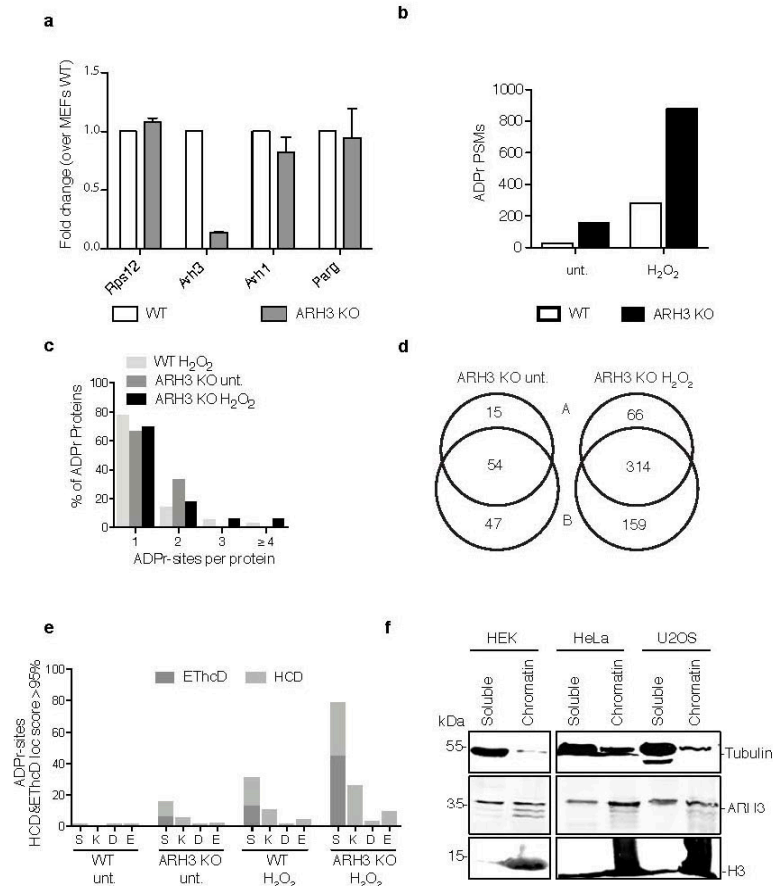 a
Fold change (over MEFs WT)
1.5
1.0
0.5
0.0
Rps12
Arh3
Arh1
Parg
WT
ARH3 KO
b
ADPr PSMs
1000
800
600
400
200
0
unt.
H2O2
WT
ARH3 KO
c
WT H2O2
ARH3 KO unt.
ARH3 KO H2O2
% of ADPr Proteins
100
80
60
40
20
0
1
2
3
≥ 4
ADPr-sites per protein
d
ARH3 KO unt.
ARH3 KO H2O2
15
A
66
54
314
47
B
159
e
EThcD
HCD
ADPr-sites
HCD&EThcD loc score > 95%
100
80
60
40
20
0
S K D E
S K D E
S K D E
S K D E
WT
unt.
ARH3 KO
unt.
WT
H2O2
ARH3 KO
H2O2
f
HEK
HeLa
U2OS
Soluble
Chromatin
Soluble
Chromatin
Soluble
Chromatin
kDa
55-
-Tubulin
35-
-ARH3
15-
-H3